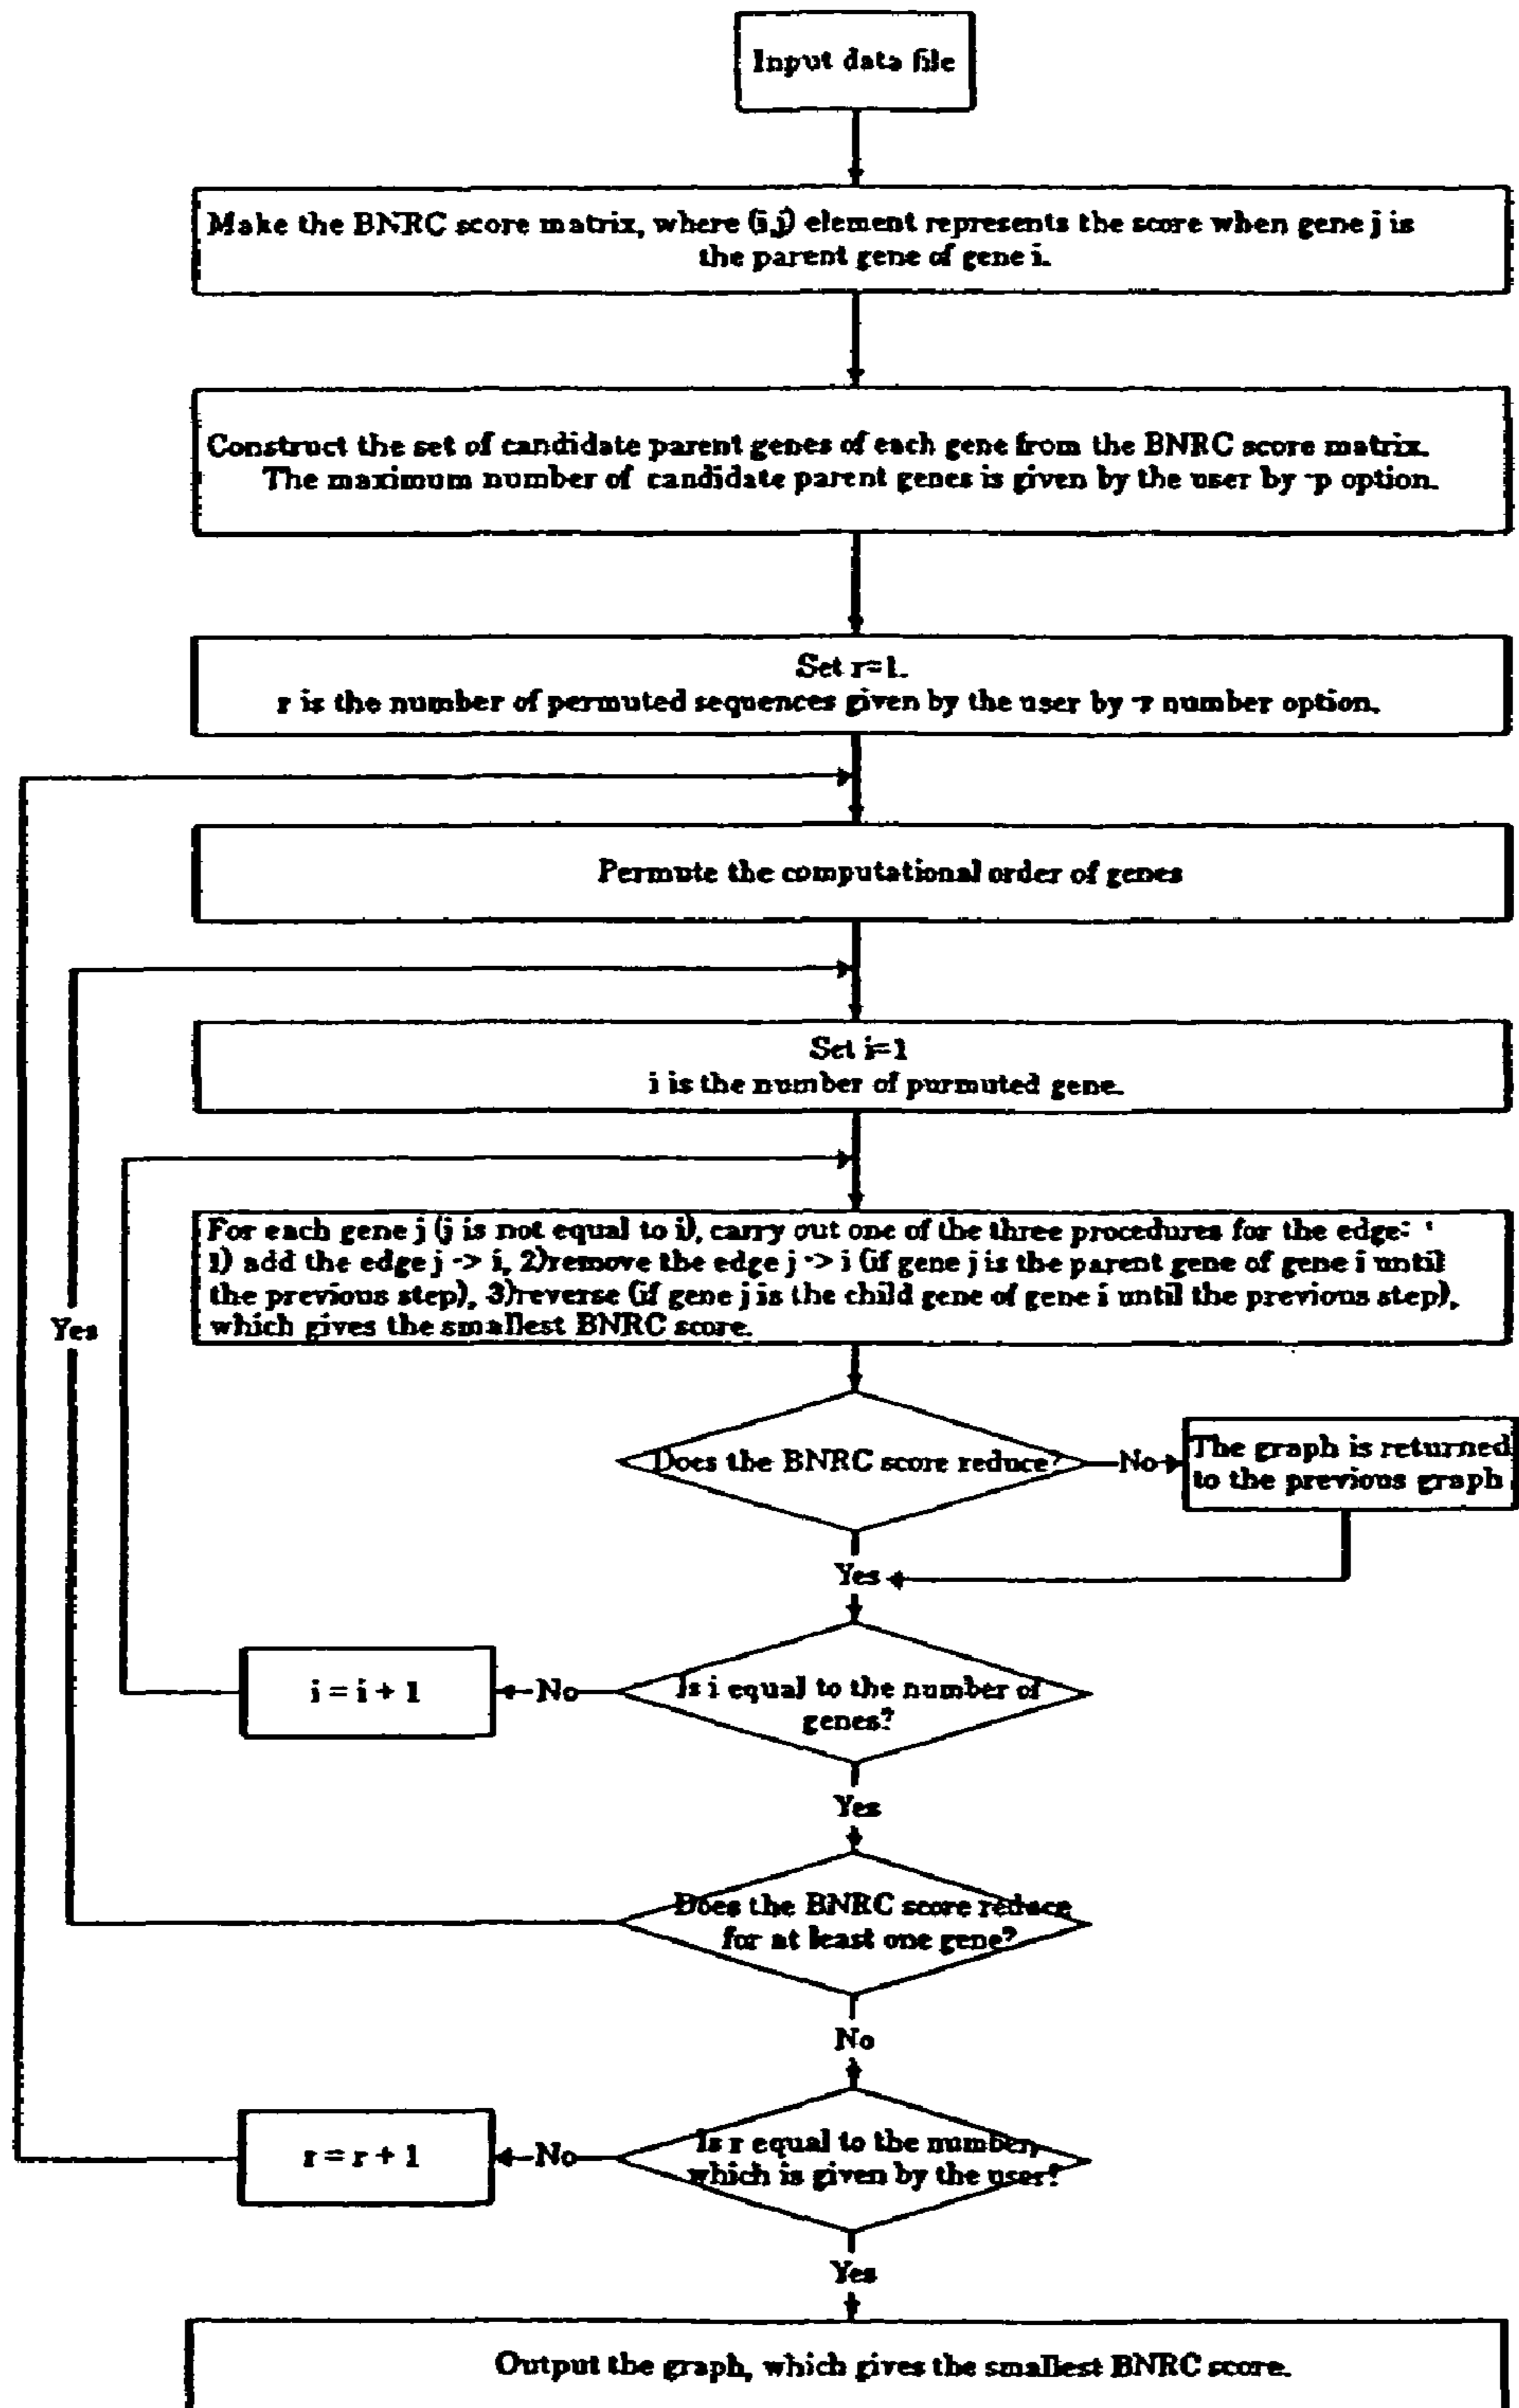 Input data file
Make the BNRC score matrix, where (i,j) element represents the score when gene j is
the parent gene of gene i.
Construct the set of candidate parent genes of each gene from the BNRC score matrix.
The maximum number of candidate parent genes is given by the user by -p option.
Set r=1.
r is the number of permuted sequences given by the user by -r number option.
Permute the computational order of genes
Set i=1
i is the number of purmuted gene.
For each gene j (j is not equal to i), carry out one of the three procedures for the edge:
1) add the edge j -> i, 2)remove the edge j -> i (if gene j is the parent gene of gene i until
the previous step), 3)reverse (if gene j is the child gene of gene i until the previous step),
which gives the smallest BNRC score.
Yes
Does the BNRC score reduce?
No
The graph is returned
to the previous graph
Yes
i = i + 1
No
Is i equal to the number of
genes?
Yes
Does the BNRC score reduce
for at least one gene?
No
r = r + 1
No
Is r equal to the number,
which is given by the user?
Yes
Output the graph, which gives the smallest BNRC score.